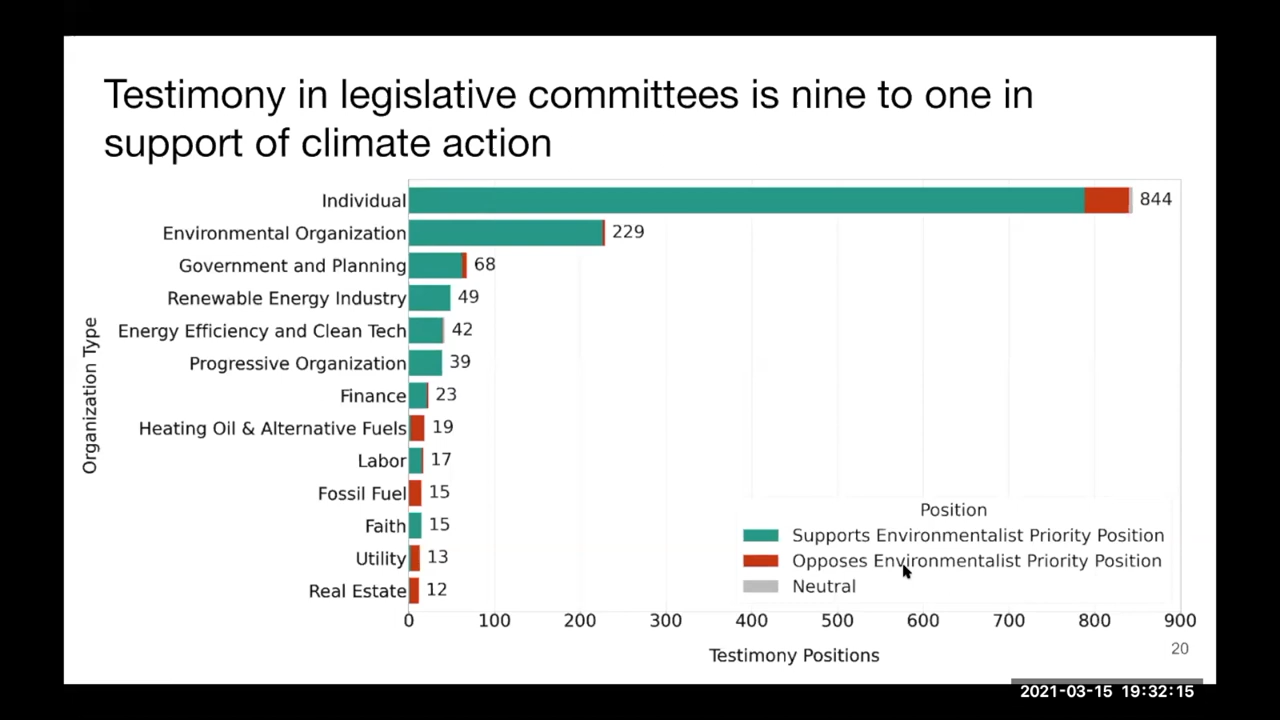 Testimony in legislative committees is nine to one in
support of climate action
Organization Type
Individual 844
Environmental Organization 229
Government and Planning 68
Renewable Energy Industry 49
Energy Efficiency and Clean Tech 42
Progressive Organization 39
Finance 23
Heating Oil & Alternative Fuels 19
Labor 17
Fossil Fuel 15
Faith 15
Utility 13
Real Estate 12
Position
Supports Environmentalist Priority Position
Opposes Environmentalist Priority Position
Neutral
0 100 200 300 400 500 600 700 800 900
Testimony Positions
20
2021-03-15 19:32:15